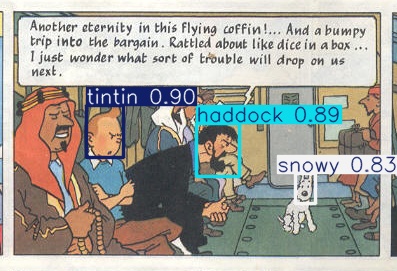 Another eternity in this flying coffin!... And a bumpy
trip into the bargain. Rattled about like dice in a box...
I just wonder what sort of trouble will drop on us
next.
tintin 0.90
haddock 0.89
snowy 0.83